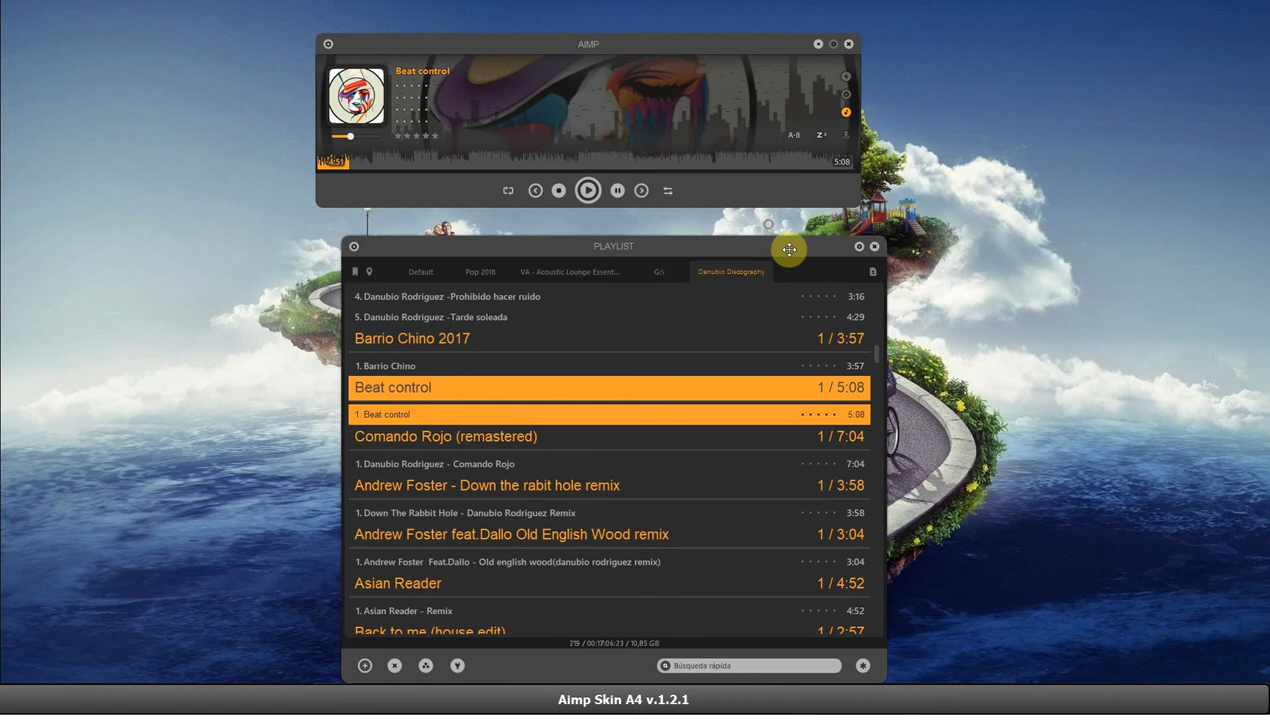 AIMP
Beat control
A-B
2:51
5:08
PLAYLIST
Default Pop 2018 VA - Acoustic Lounge Essent... G:\ Danubio Discography
4. Danubio Rodriguez -Prohibido hacer ruido 3:16
5. Danubio Rodriguez -Tarde soleada 4:29
Barrio Chino 2017 1 / 3:57
1. Barrio Chino 3:57
Beat control 1 / 5:08
1. Beat control 5:08
Comando Rojo (remastered) 1 / 7:04
1. Danubio Rodriguez - Comando Rojo 7:04
Andrew Foster - Down the rabit hole remix 1 / 3:58
1. Down The Rabbit Hole - Danubio Rodriguez Remix 3:58
Andrew Foster feat.Dallo Old English Wood remix 1 / 3:04
1. Andrew Foster Feat.Dallo - Old english wood(danubio rodriguez remix) 3:04
Asian Reader 1 / 4:52
1. Asian Reader - Remix 4:52
Back to me (house edit) 1 / 2:57
219 / 00:17:06:23 / 10,85 GB
Búsqueda rápida
Aimp Skin A4 v.1.2.1